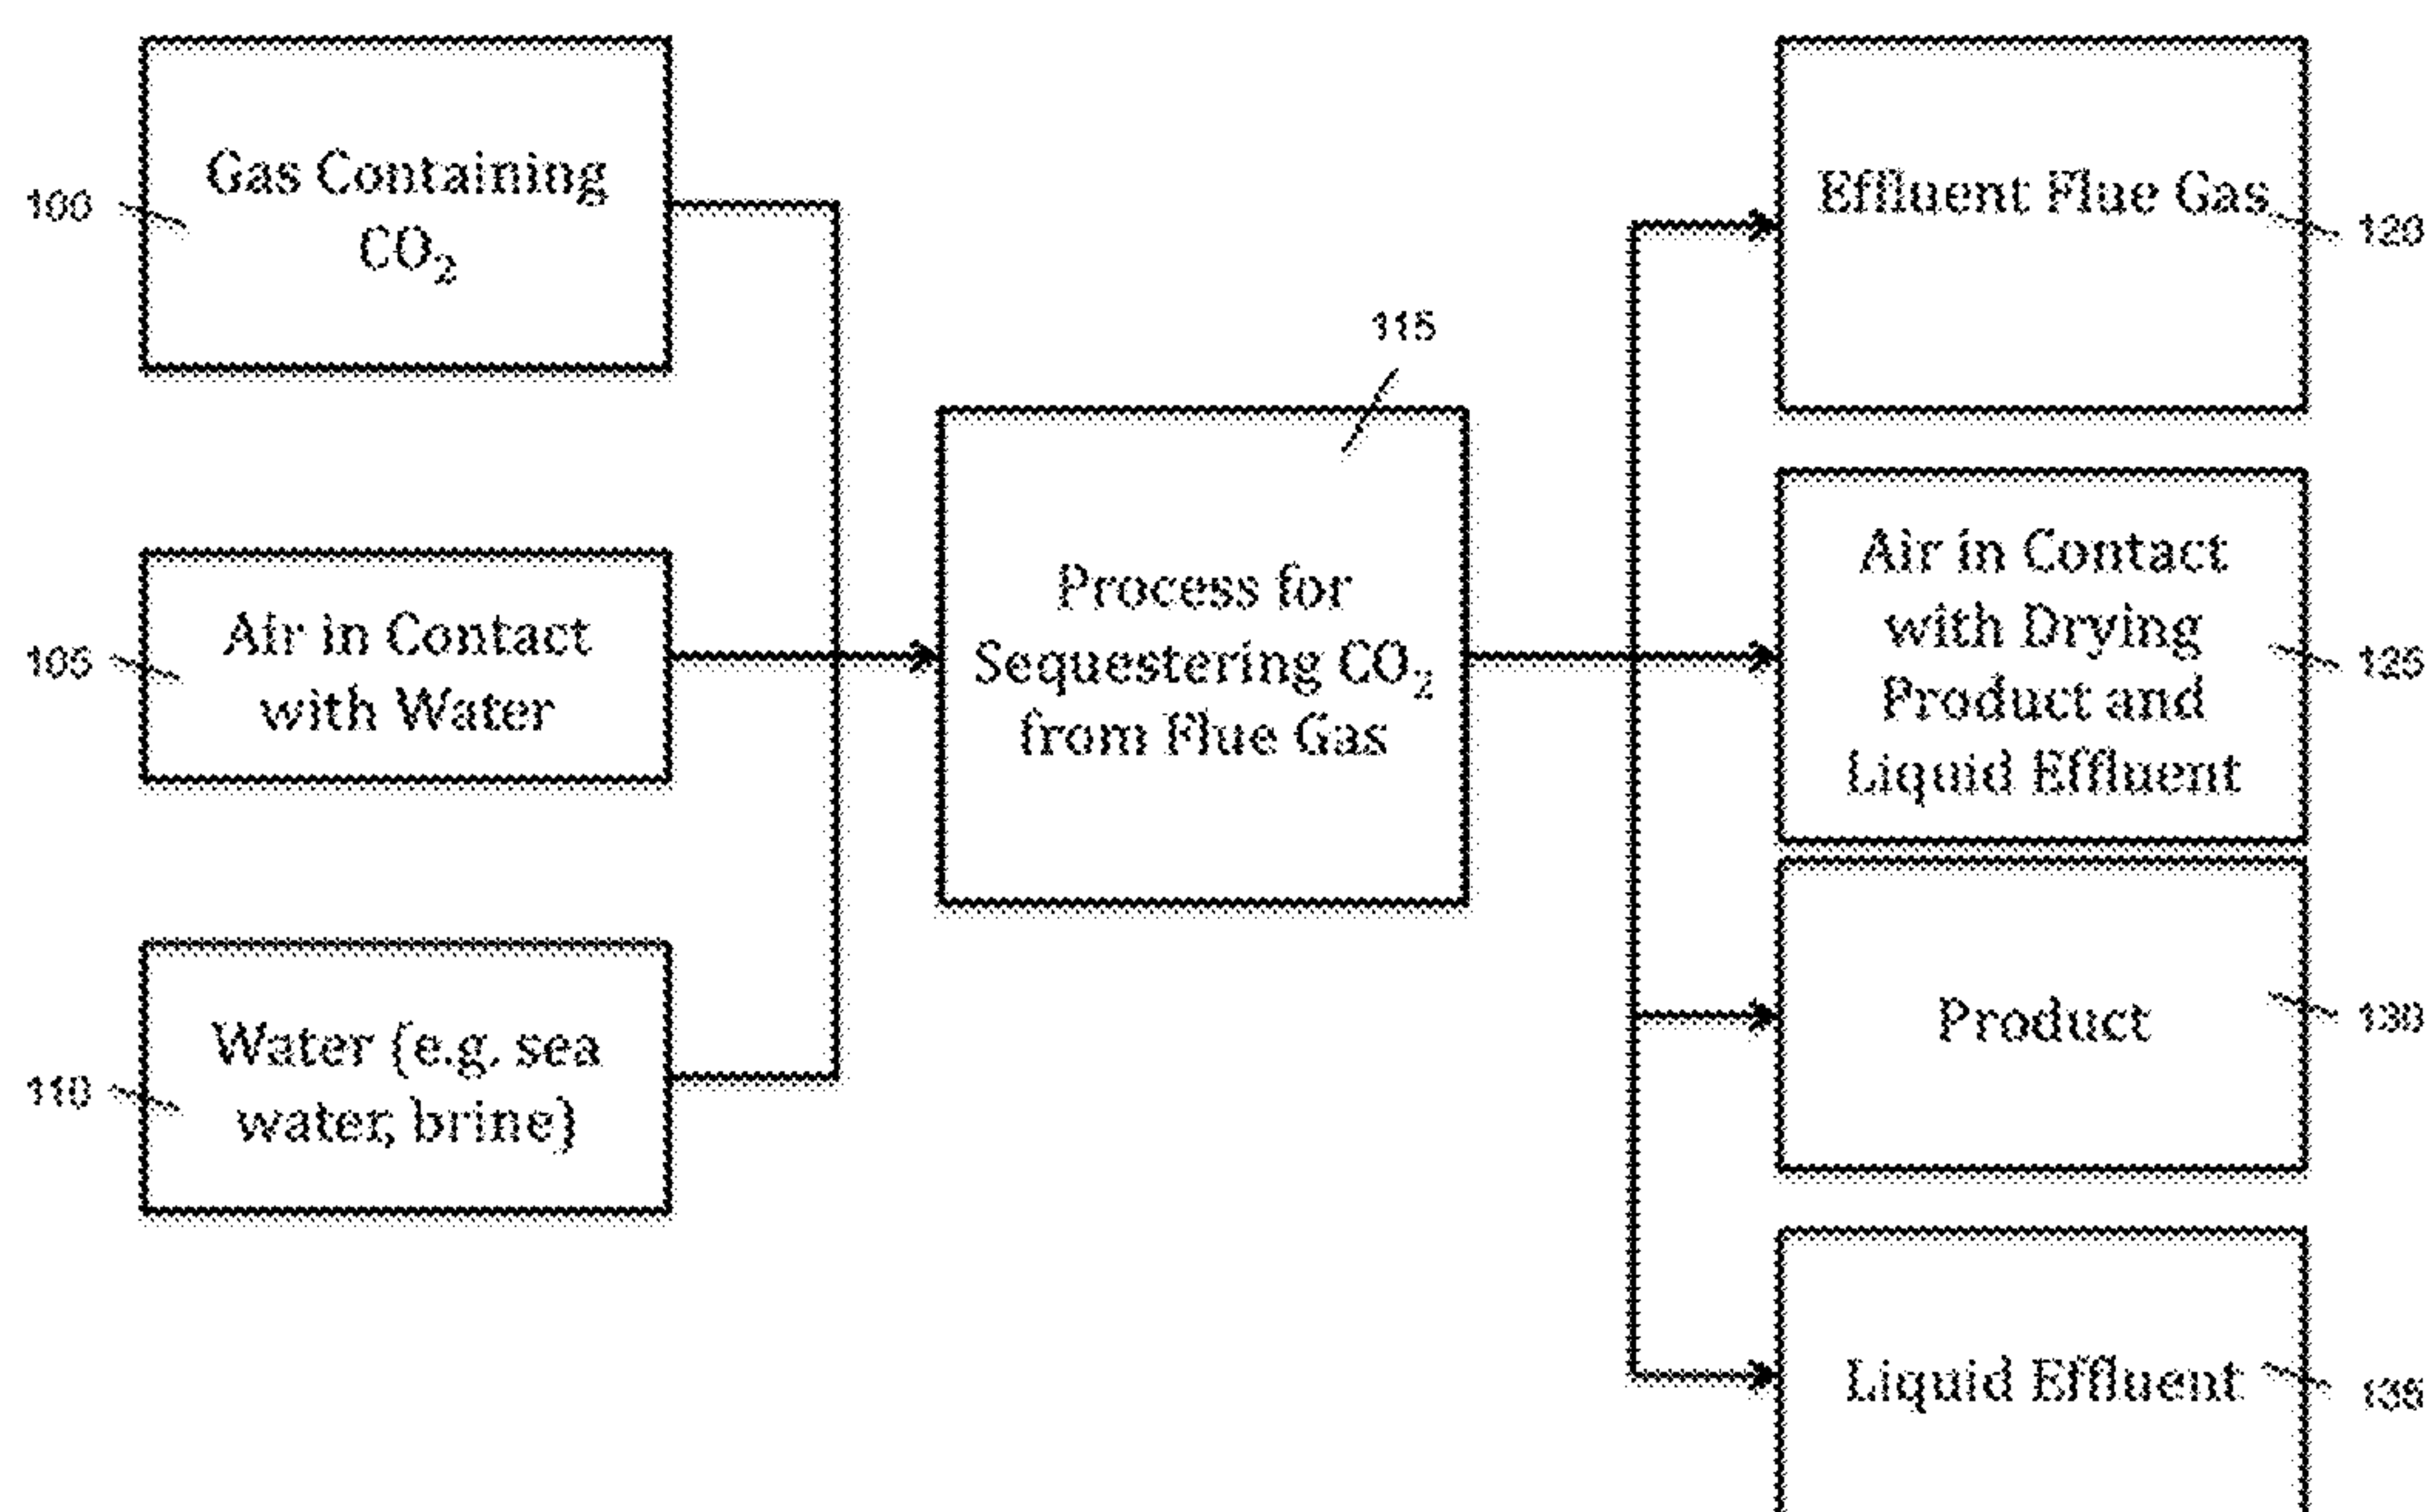 100
Gas Containing
CO₂
105
Air in Contact
with Water
110
Water (e.g. sea
water, brine)
115
Process for
Sequestering CO₂
from Flue Gas
Effluent Flue Gas
120
Air in Contact
with Drying
Product and
Liquid Effluent
125
Product
130
Liquid Effluent
135